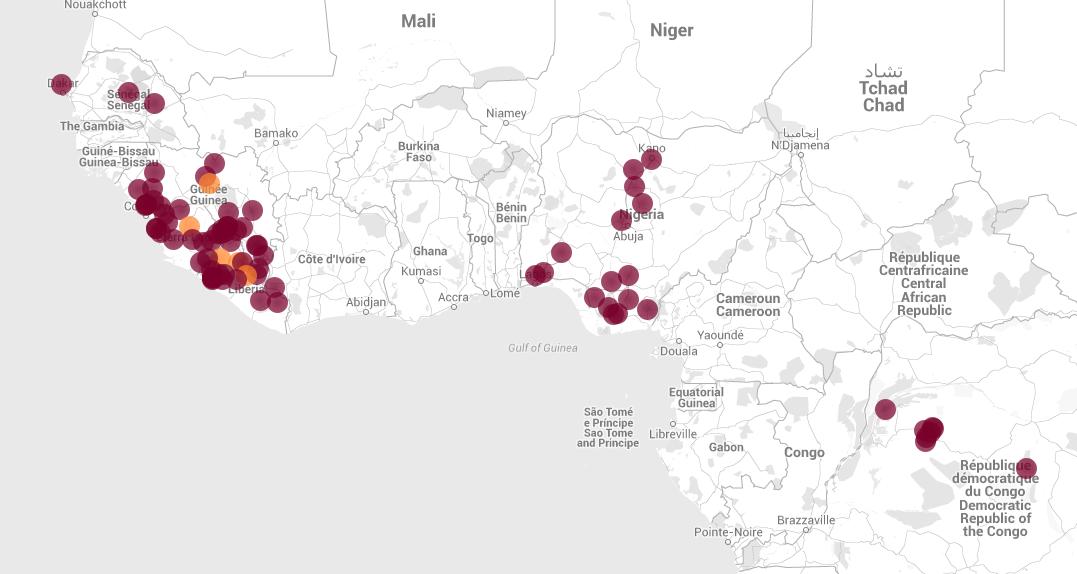 Nouakchott
Mali
Niger
تشاد
Tchad
Chad
Dakar
Sénégal
Senegal
The Gambia
Niamey
Bamako
Kano
إنجامينا
N'Djamena
Burkina
Faso
Guiné-Bissau
Guinea-Bissau
Guinée
Guinea
Bénin
Benin
Nigeria
Abuja
Togo
Ghana
Côte d'Ivoire
Kumasi
Lagos
Liberia
Abidjan
Accra
Lomé
République
Centrafricaine
Central
African
Republic
Cameroun
Cameroon
Yaoundé
Douala
Gulf of Guinea
Equatorial
Guinea
São Tomé
e Príncipe
Sao Tome
and Principe
Libreville
Gabon
Congo
République
démocratique
du Congo
Democratic
Republic of
the Congo
Brazzaville
Pointe-Noire